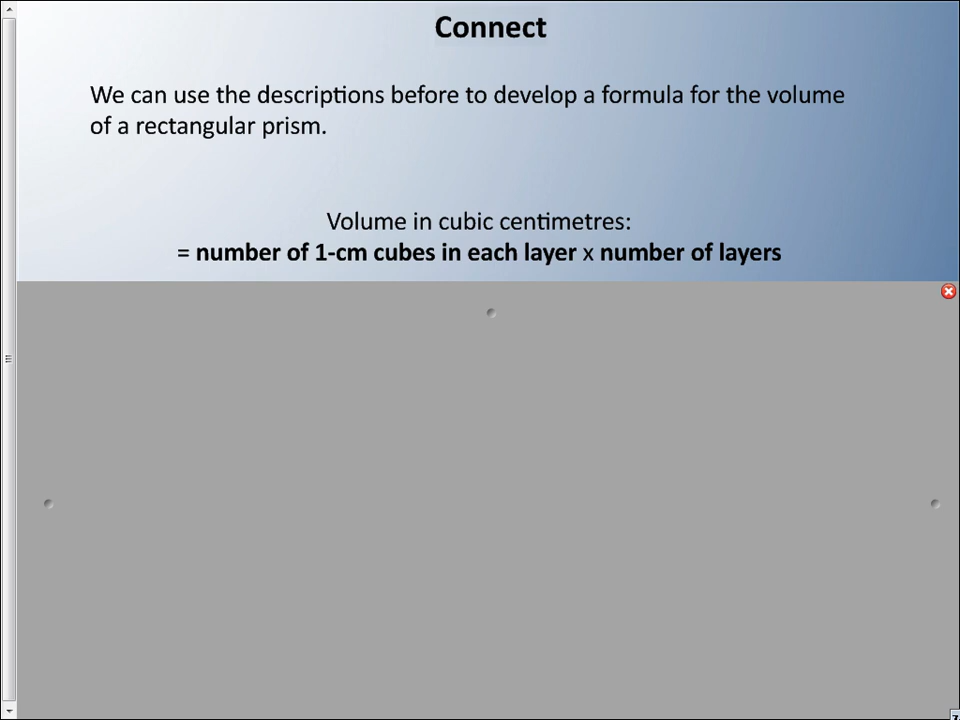 Connect
We can use the descriptions before to develop a formula for the volume
of a rectangular prism.
Volume in cubic centimetres:
= number of 1-cm cubes in each layer x number of layers